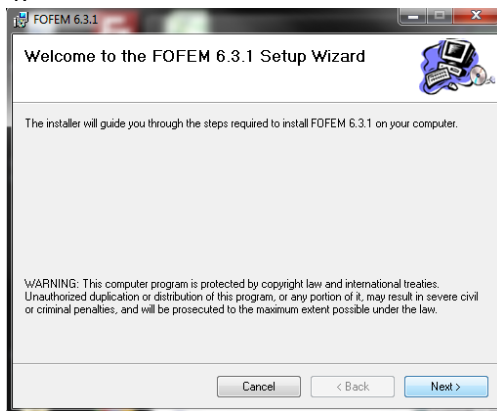 FOFEM 6.3.1
Welcome to the FOFEM 6.3.1 Setup Wizard
The installer will guide you through the steps required to install FOFEM 6.3.1 on your computer.
WARNING: This computer program is protected by copyright law and international treaties.
Unauthorized duplication or distribution of this program, or any portion of it, may result in severe civil
or criminal penalties, and will be prosecuted to the maximum extent possible under the law.
Cancel < Back Next >